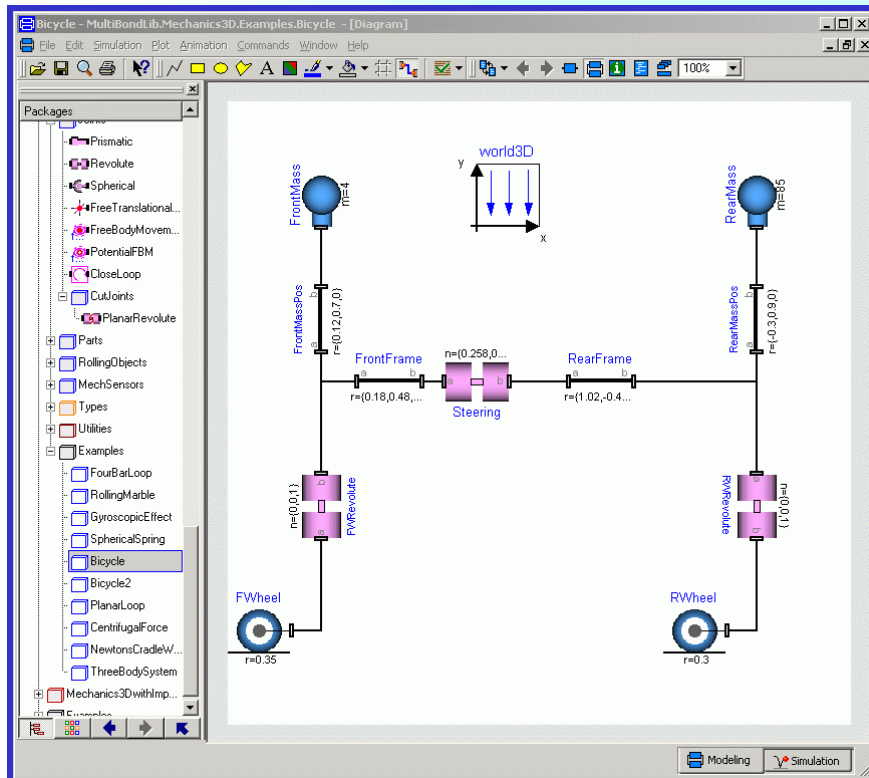 Bicycle - MultiBondLib.Mechanics3D.Examples.Bicycle - [Diagram]
File Edit Simulation Plot Animation Commands Window Help
100%
Packages
Prismatic
Revolute
Spherical
FreeTranslational...
FreeBodyMovem...
PotentialFBM
CloseLoop
CutJoints
PlanarRevolute
Parts
RollingObjects
MechSensors
Types
Utilities
Examples
FourBarLoop
RollingMarble
GyroscopicEffect
SphericalSpring
Bicycle
Bicycle2
PlanarLoop
CentrifugalForce
NewtonsCradleW...
ThreeBodySystem
Mechanics3DwithImp...
Examples
world3D
y
x
FrontMass
m=4
RearMass
m=85
FrontMassPos
b
a
r={0.12,0.7,0}
RearMassPos
b
a
r={-0.3,0.9,0}
FrontFrame
a b
r={0.18,0.48,...
n={0.258,0...
a b
Steering
RearFrame
a b
r={1.02,-0.4...
n={0,0,1}
b
a
FWRevolute
RWRevolute
a
b
n={0,0,1}
FWheel
r=0.35
RWheel
r=0.3
Modeling
Simulation